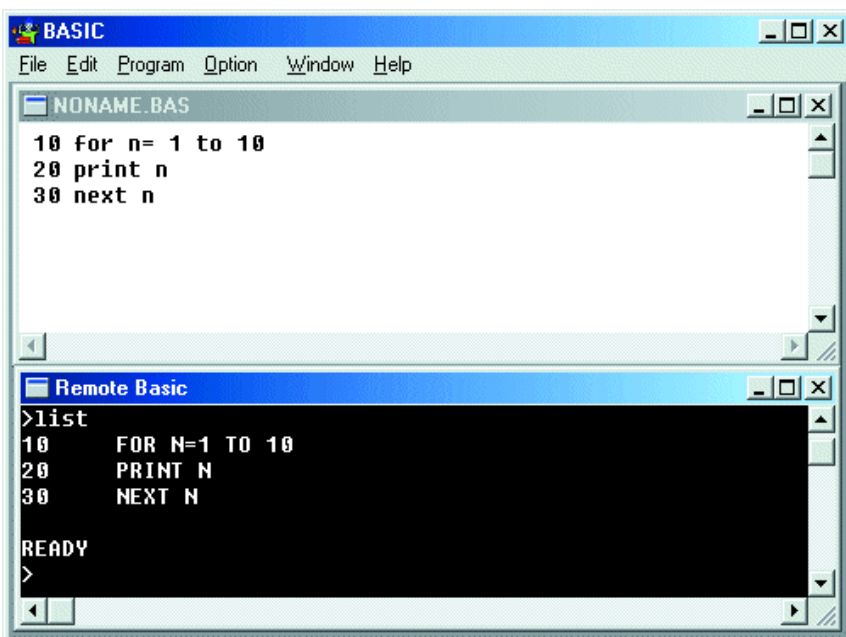 BASIC
File Edit Program Option Window Help
NONAME.BAS
10 for n= 1 to 10
20 print n
30 next n
Remote Basic
>list
10 FOR N=1 TO 10
20 PRINT N
30 NEXT N
READY
>